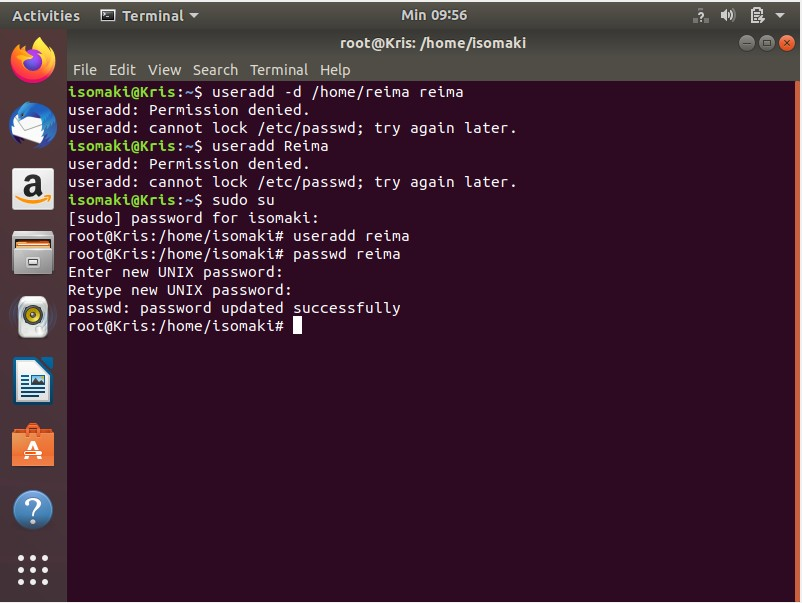 Activities Terminal Min 09:56
root@Kris: /home/isomaki
File Edit View Search Terminal Help
isomaki@Kris:~$ useradd -d /home/reima reima
useradd: Permission denied.
useradd: cannot lock /etc/passwd; try again later.
isomaki@Kris:~$ useradd Reima
useradd: Permission denied.
useradd: cannot lock /etc/passwd; try again later.
isomaki@Kris:~$ sudo su
[sudo] password for isomaki:
root@Kris:/home/isomaki# useradd reima
root@Kris:/home/isomaki# passwd reima
Enter new UNIX password:
Retype new UNIX password:
passwd: password updated successfully
root@Kris:/home/isomaki#